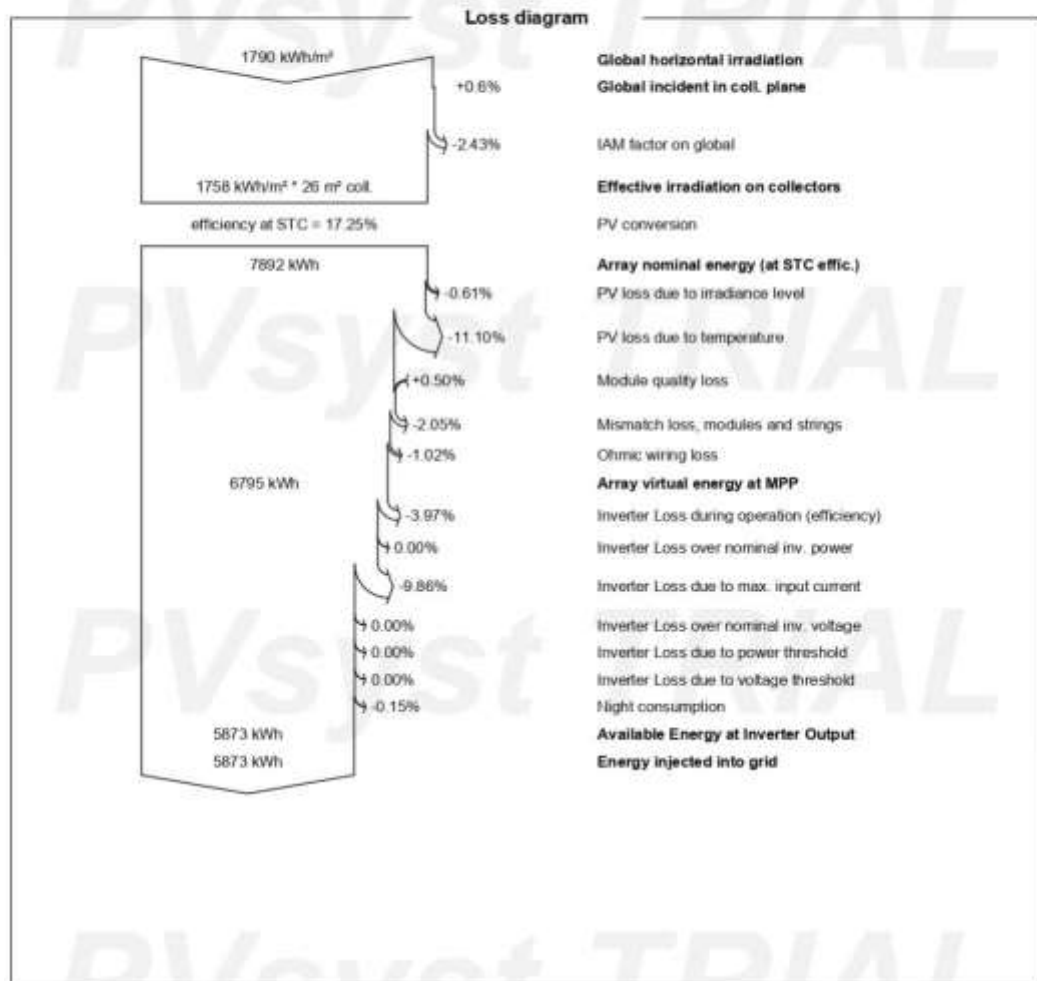 Loss diagram
1790 kWh/m² Global horizontal irradiation
+0.6% Global incident in coll. plane
-2.43% IAM factor on global
1758 kWh/m² * 26 m² coll. Effective irradiation on collectors
efficiency at STC = 17.25% PV conversion
7892 kWh Array nominal energy (at STC effic.)
-0.61% PV loss due to irradiance level
-11.10% PV loss due to temperature
+0.50% Module quality loss
-2.05% Mismatch loss, modules and strings
-1.02% Ohmic wiring loss
6795 kWh Array virtual energy at MPP
-3.97% Inverter Loss during operation (efficiency)
0.00% Inverter Loss over nominal inv. power
-9.86% Inverter Loss due to max. input current
0.00% Inverter Loss over nominal inv. voltage
0.00% Inverter Loss due to power threshold
0.00% Inverter Loss due to voltage threshold
-0.15% Night consumption
5873 kWh Available Energy at Inverter Output
5873 kWh Energy injected into grid
PVsyst TRIAL
PVsyst TRIAL
PVsyst TRIAL
PVsyst TRIAL